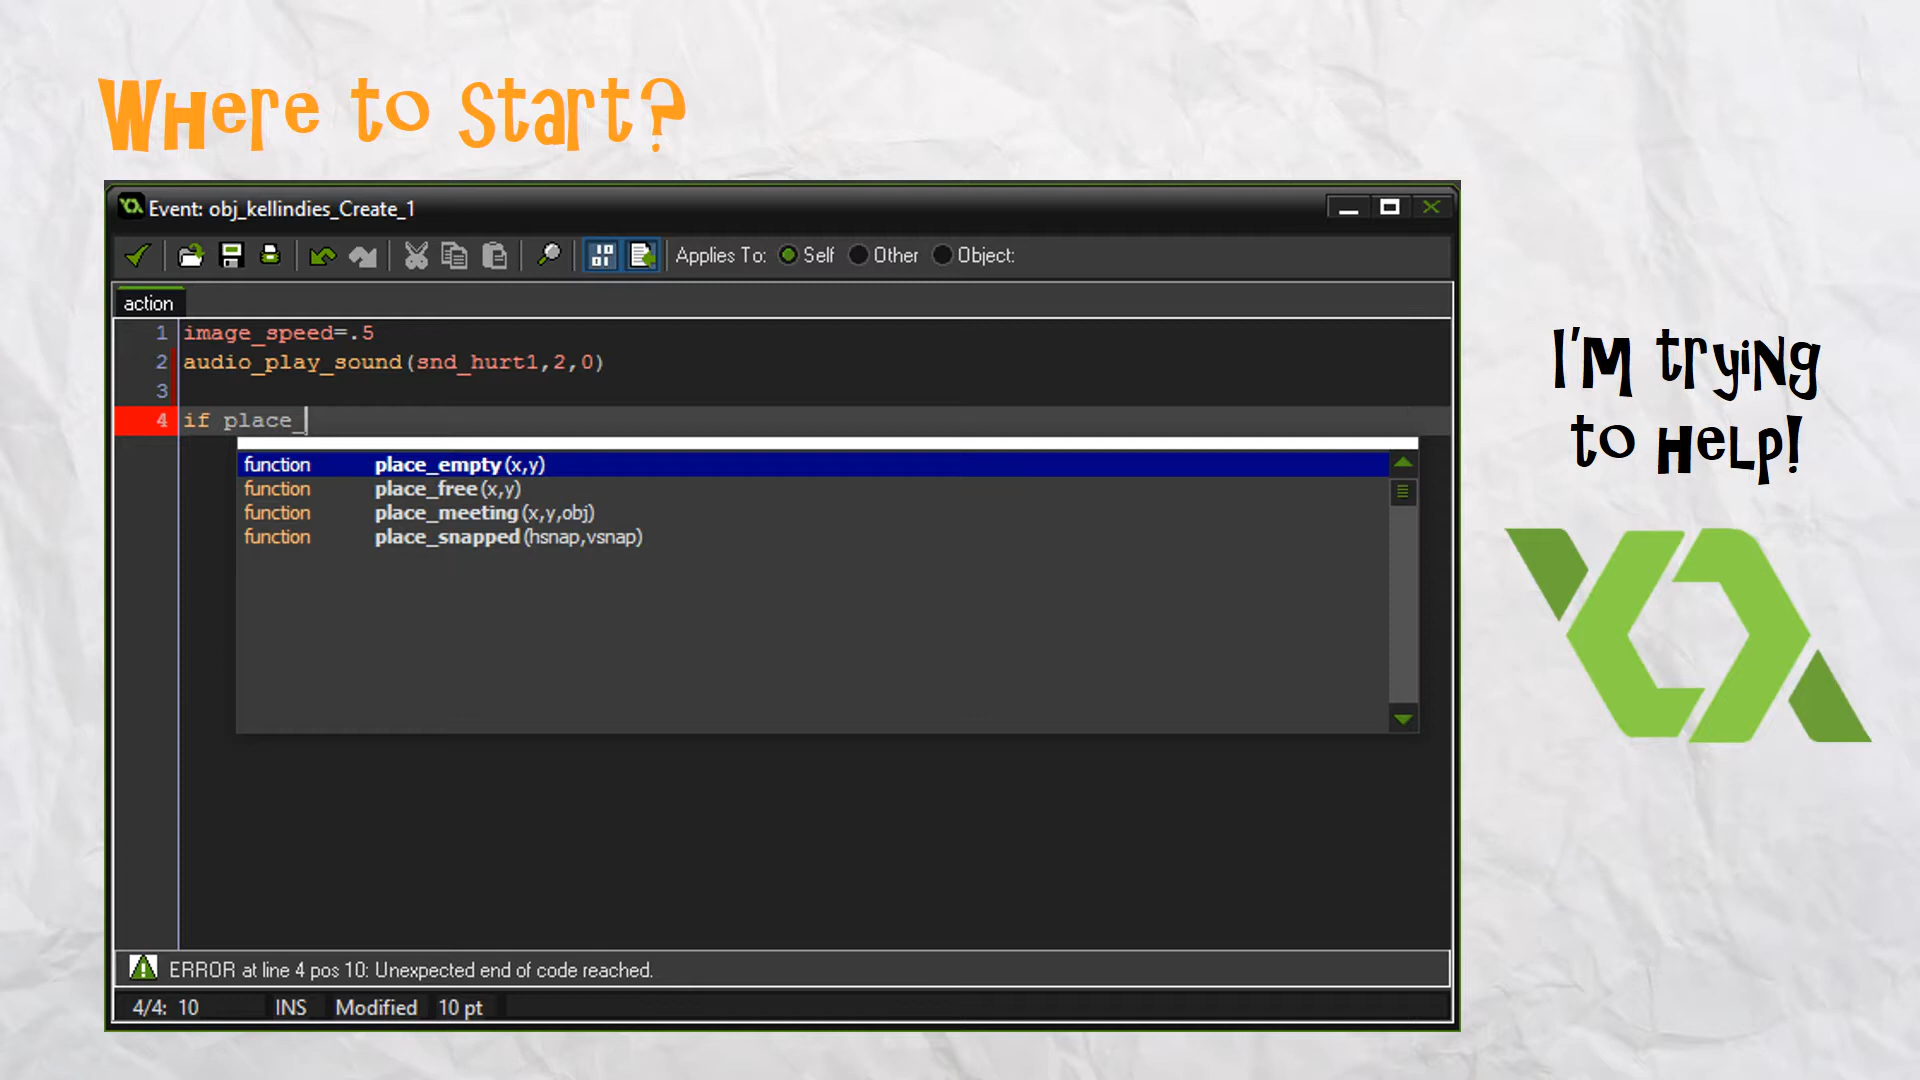 Where to Start?
Event: obj_kellindies_Create_1
Applies To: Self Other Object:
action
1 image_speed=.5
2 audio_play_sound(snd_hurt1,2,0)
3
4 if place_
function place_empty(x,y)
function place_free(x,y)
function place_meeting(x,y,obj)
function place_snapped(hsnap,vsnap)
ERROR at line 4 pos 10: Unexpected end of code reached.
4/4: 10 INS Modified 10 pt
I'm trying
to help!